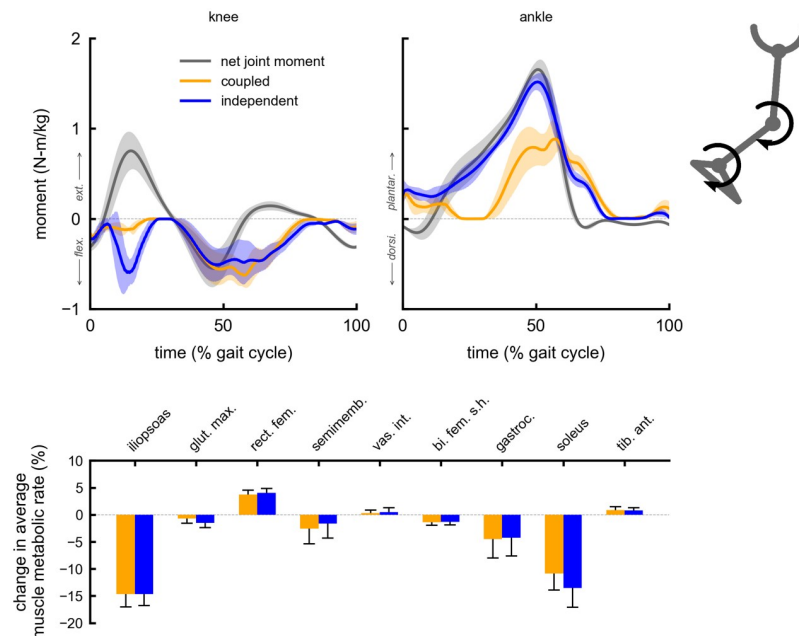 knee
ankle
2
1
0
−1
moment (N-m/kg)
ext.
flex.
net joint moment
coupled
independent
plantar.
dorsi.
0
50
100
time (% gait cycle)
0
50
100
time (% gait cycle)
iliopsoas
glut. max.
rect. fem.
semimemb.
vas. int.
bi. fem. s.h.
gastroc.
soleus
tib. ant.
change in average
muscle metabolic rate (%)
10
5
0
−5
−10
−15
−20